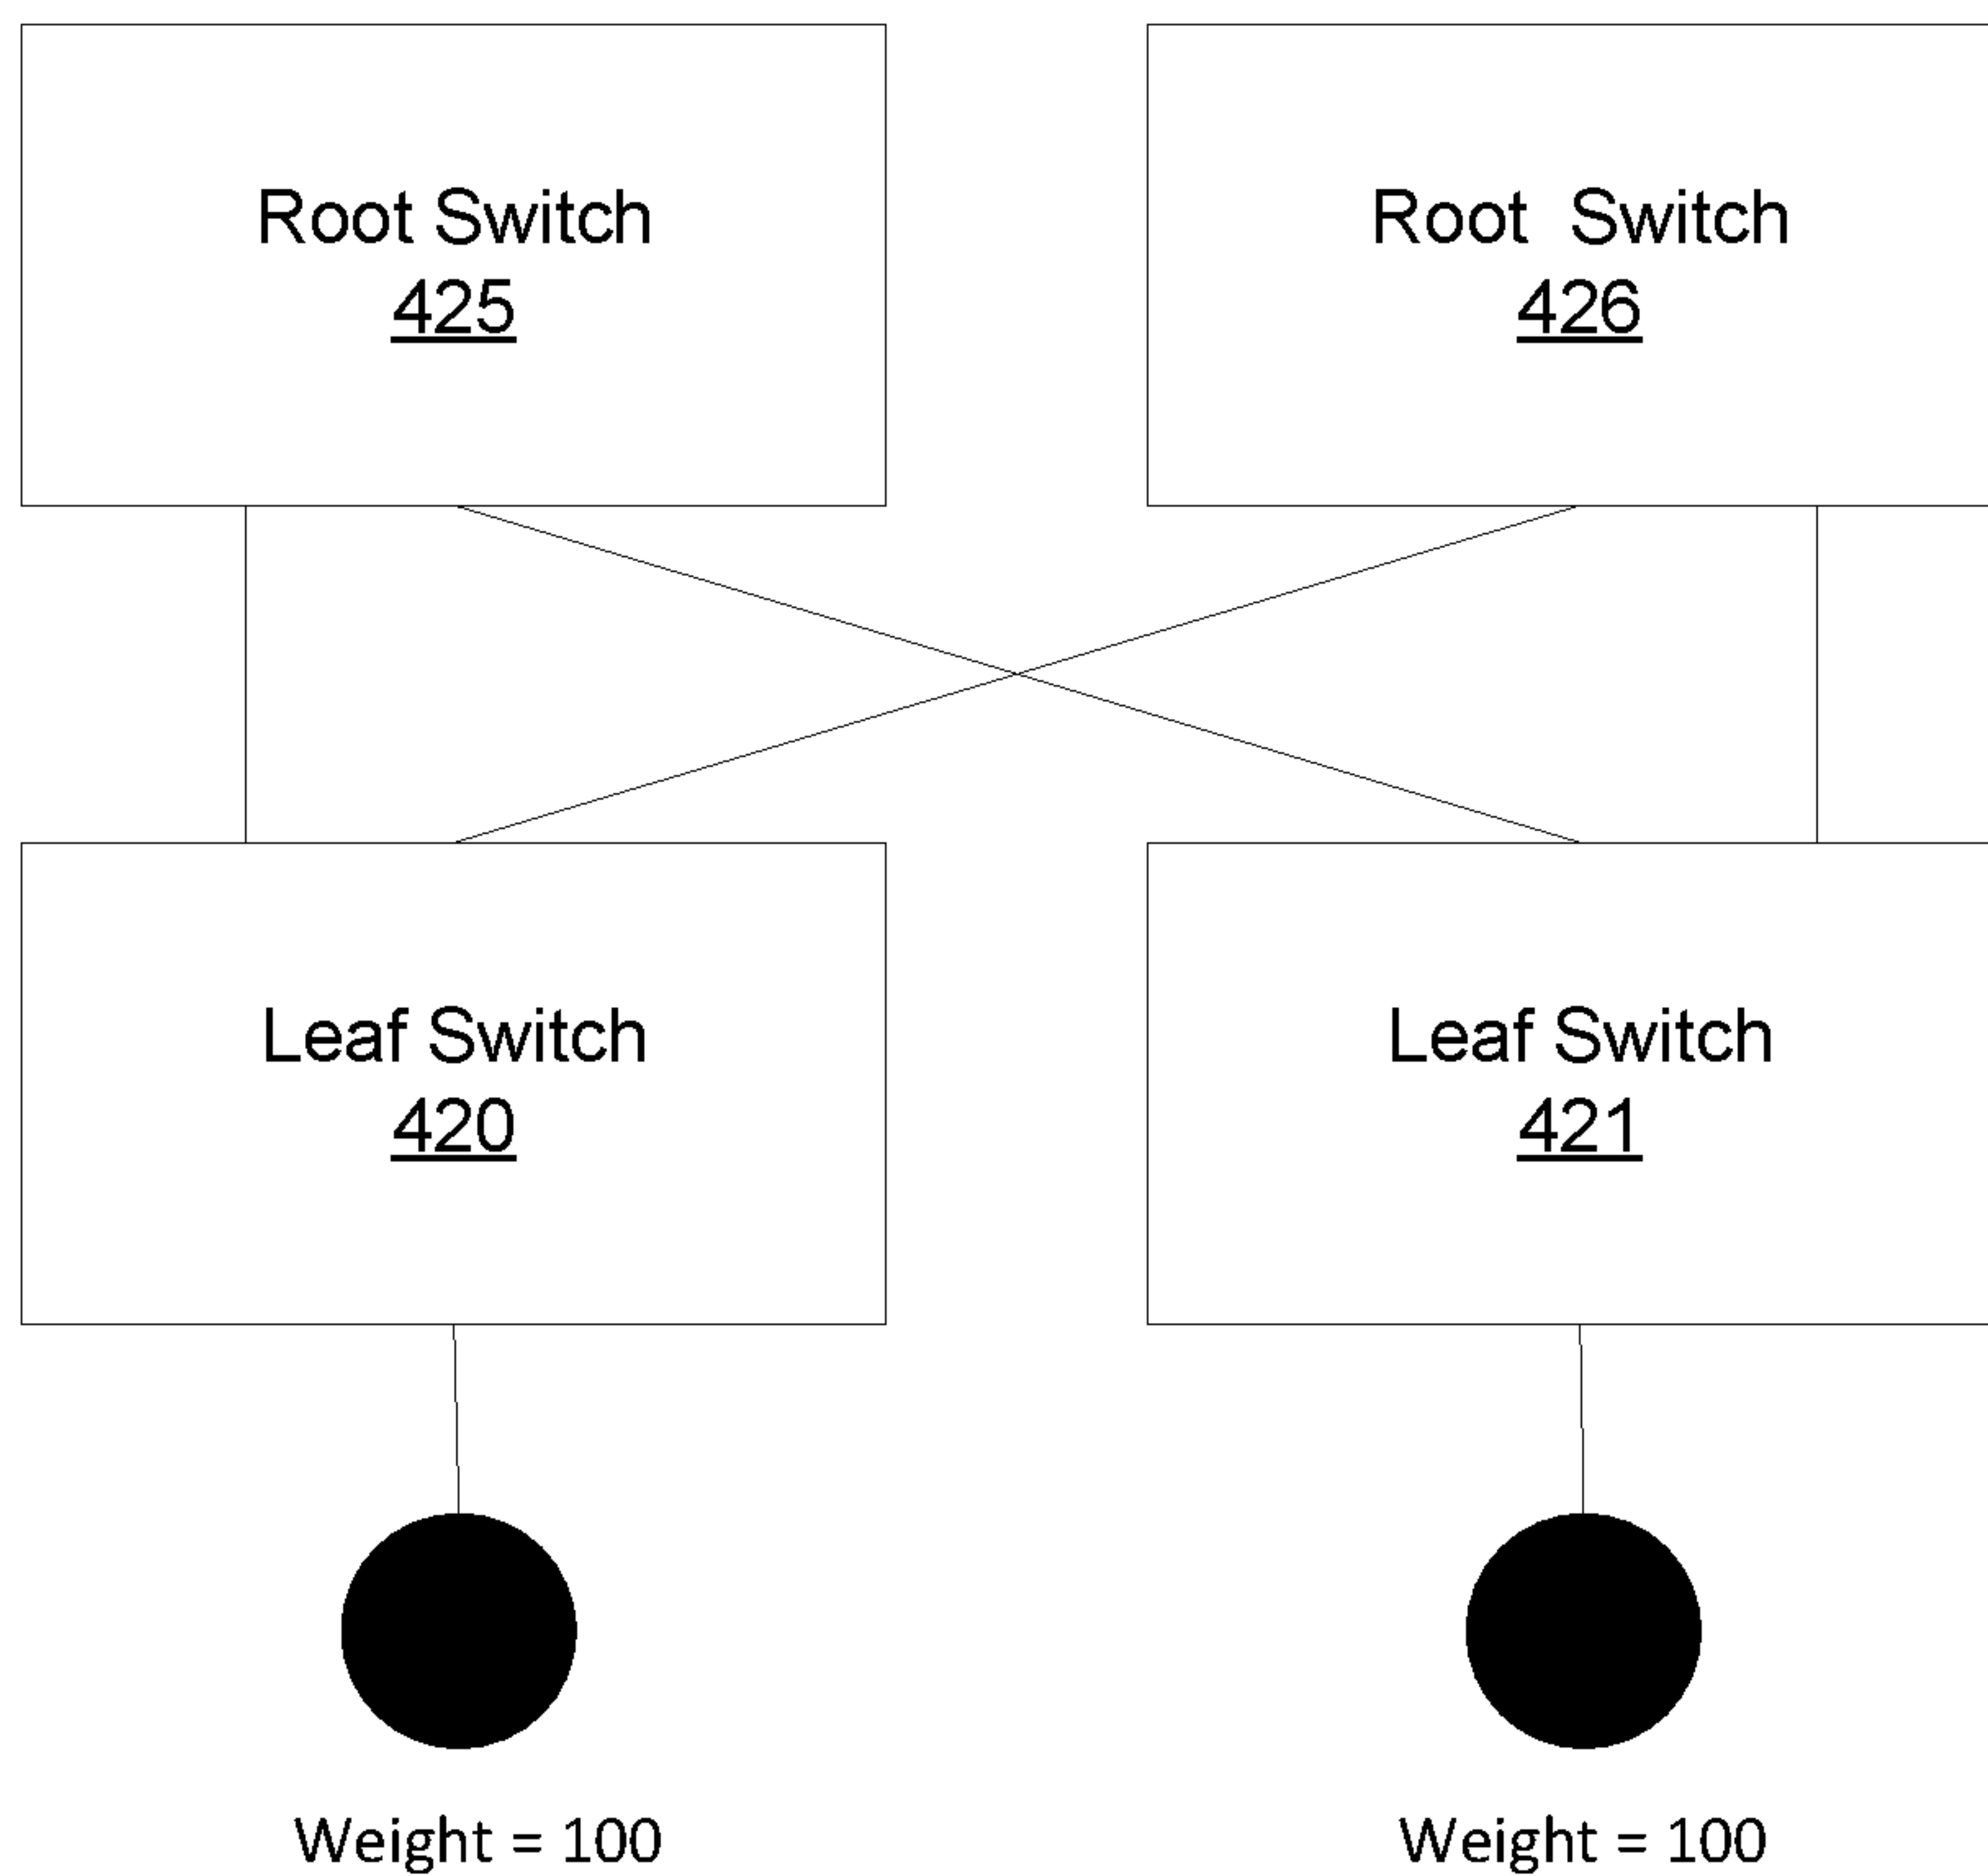 Root Switch
425
Root Switch
426
Leaf Switch
420
Leaf Switch
421
Weight = 100
Weight = 100